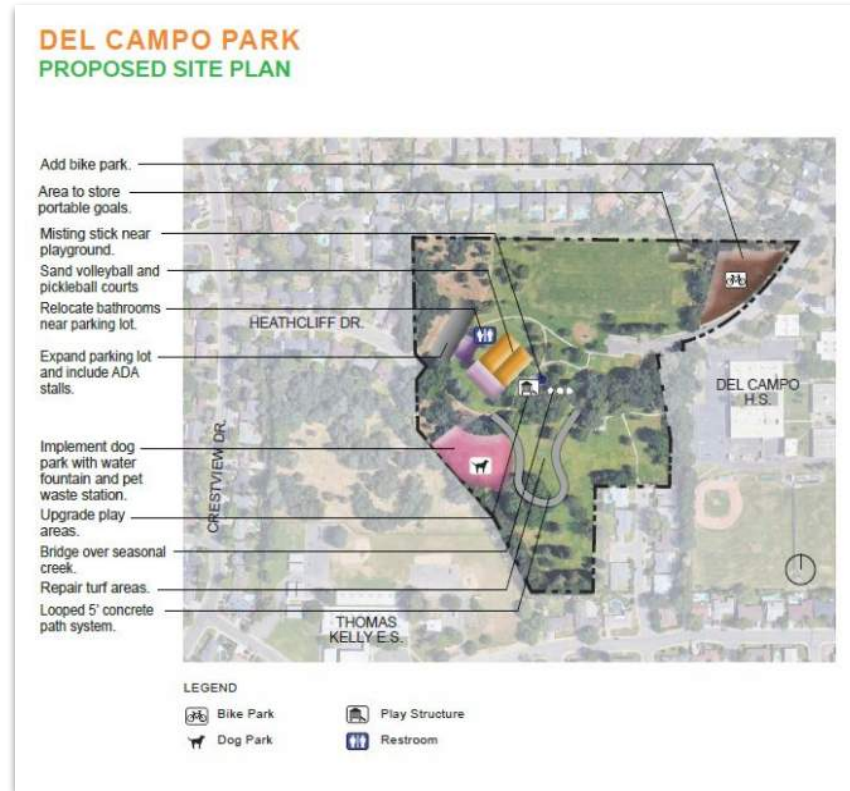 DEL CAMPO PARK
PROPOSED SITE PLAN
Add bike park.
Area to store
portable goals.
Misting stick near
playground.
Sand volleyball and
pickleball courts
Relocate bathrooms
near parking lot.
Expand parking lot
and include ADA
stalls.
Implement dog
park with water
fountain and pet
waste station.
Upgrade play
areas.
Bridge over seasonal
creek.
Repair turf areas.
Looped 5' concrete
path system.
HEATHCLIFF DR.
CRESTVIEW DR.
DEL CAMPO
H.S.
THOMAS
KELLY E.S.
LEGEND
Bike Park
Play Structure
Dog Park
Restroom